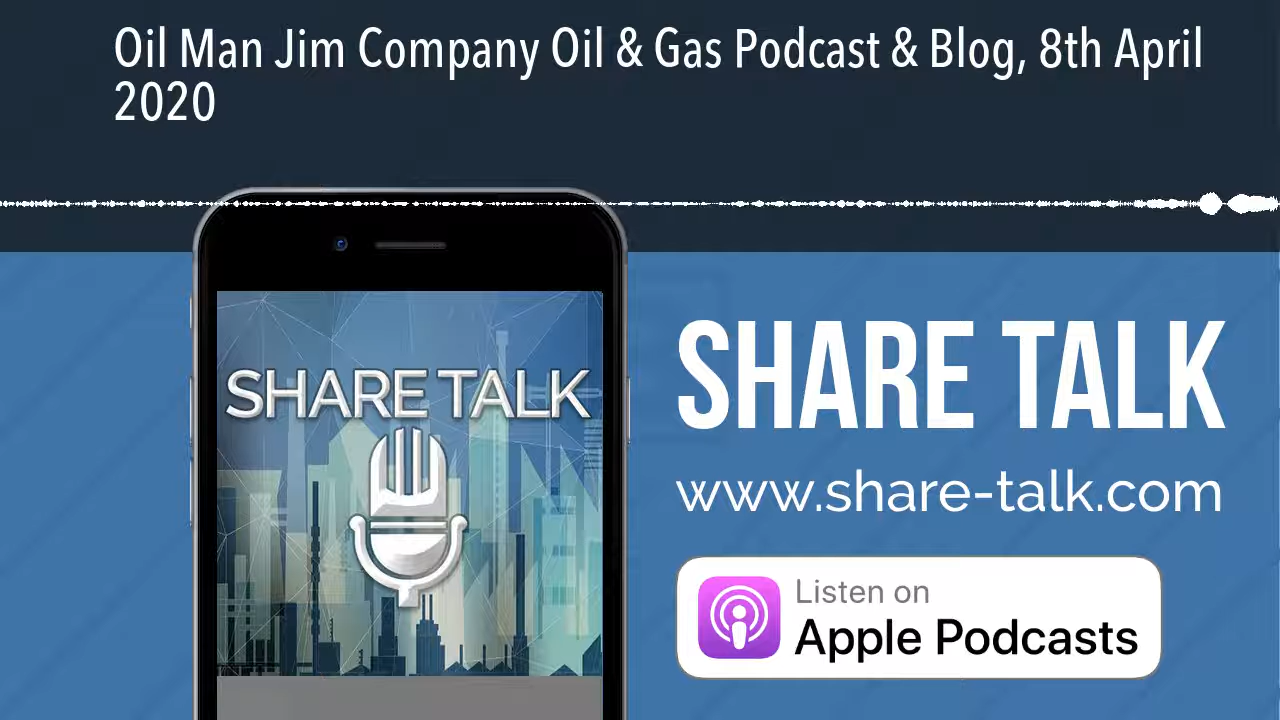 Oil Man Jim Company Oil & Gas Podcast & Blog, 8th April
2020
SHARE TALK
SHARE TALK
www.share-talk.com
Listen on
Apple Podcasts